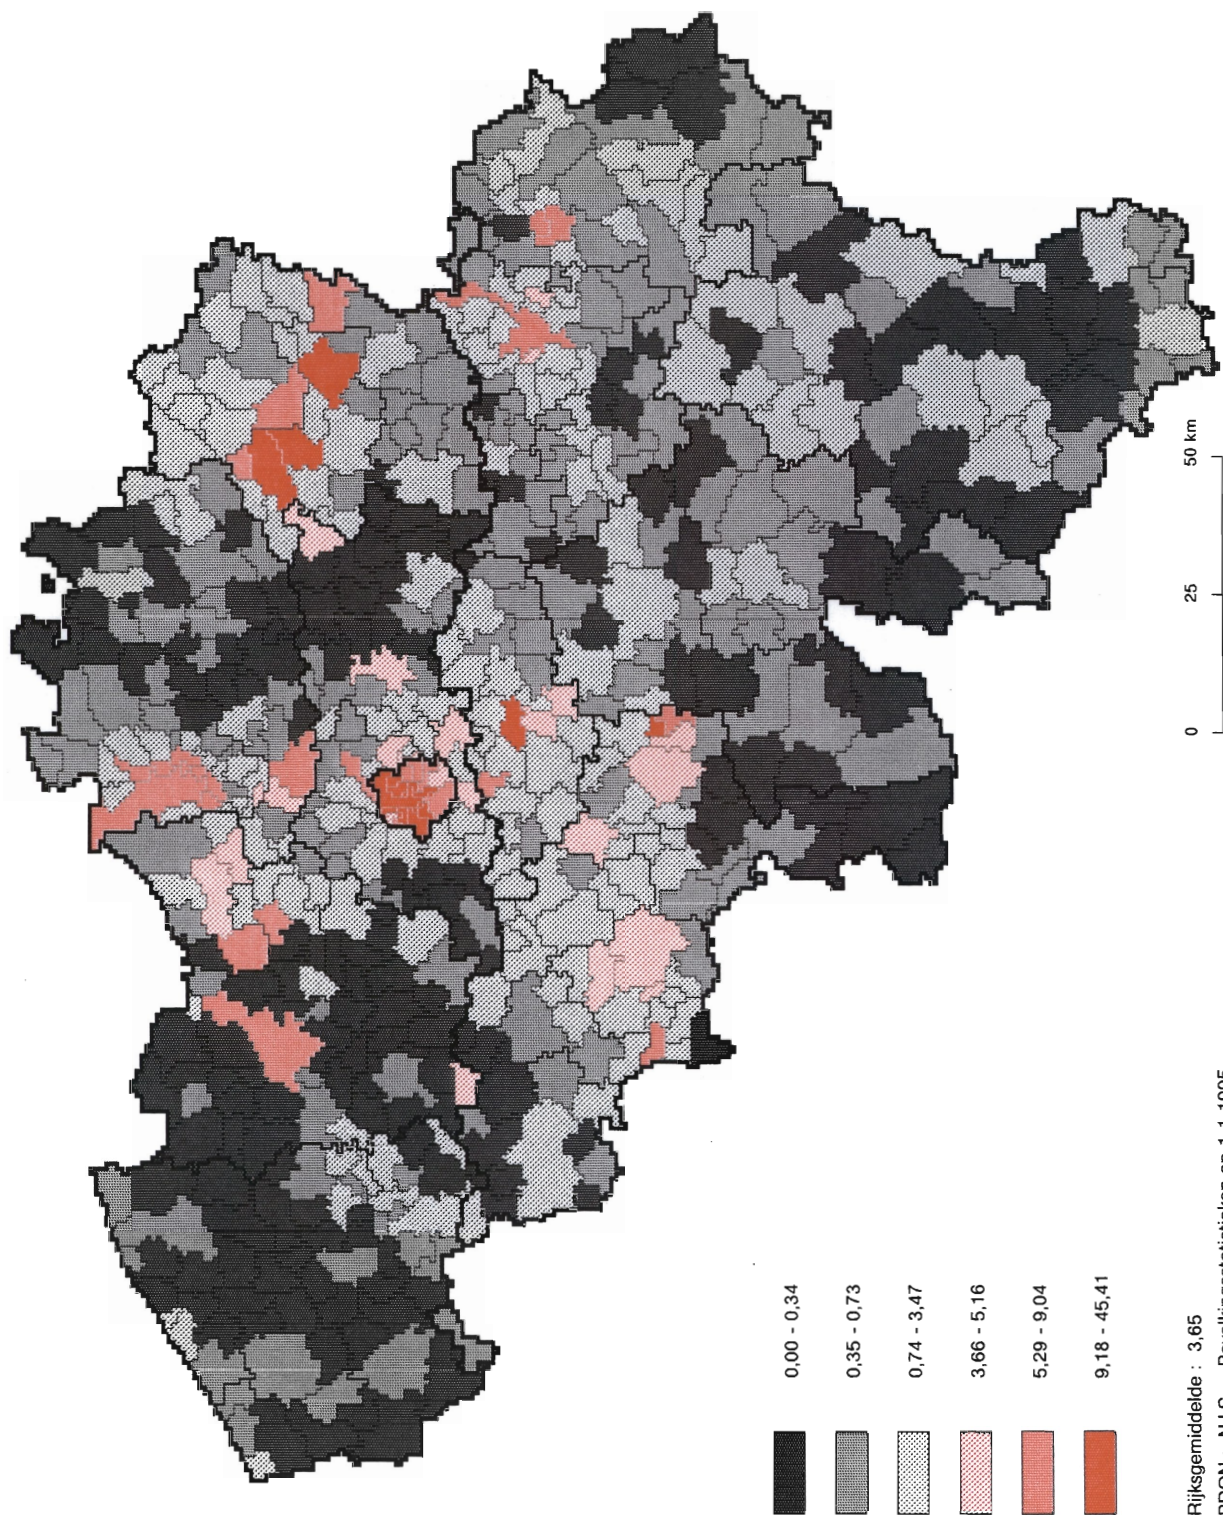 0,00 - 0,34
0,35 - 0,73
0,74 - 3,47
3,66 - 5,16
5,29 - 9,04
9,18 - 45,41
0 25 50 km
Rijksgemiddelde : 3,65